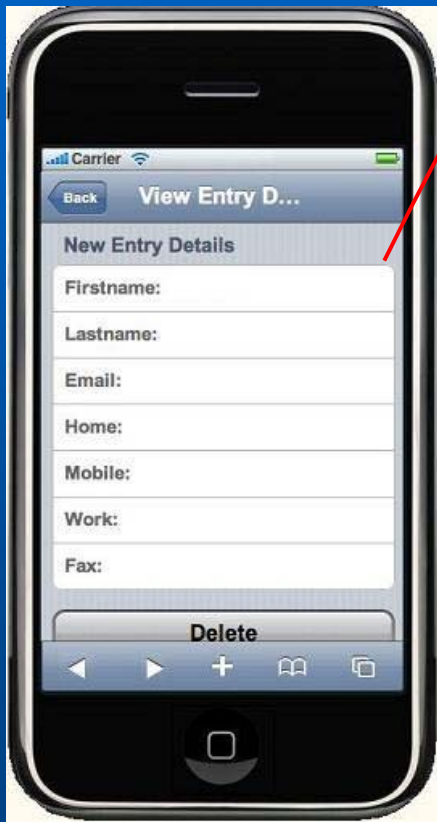 Carrier
Back View Entry D...
New Entry Details
Firstname:
Lastname:
Email:
Home:
Mobile:
Work:
Fax:
Delete